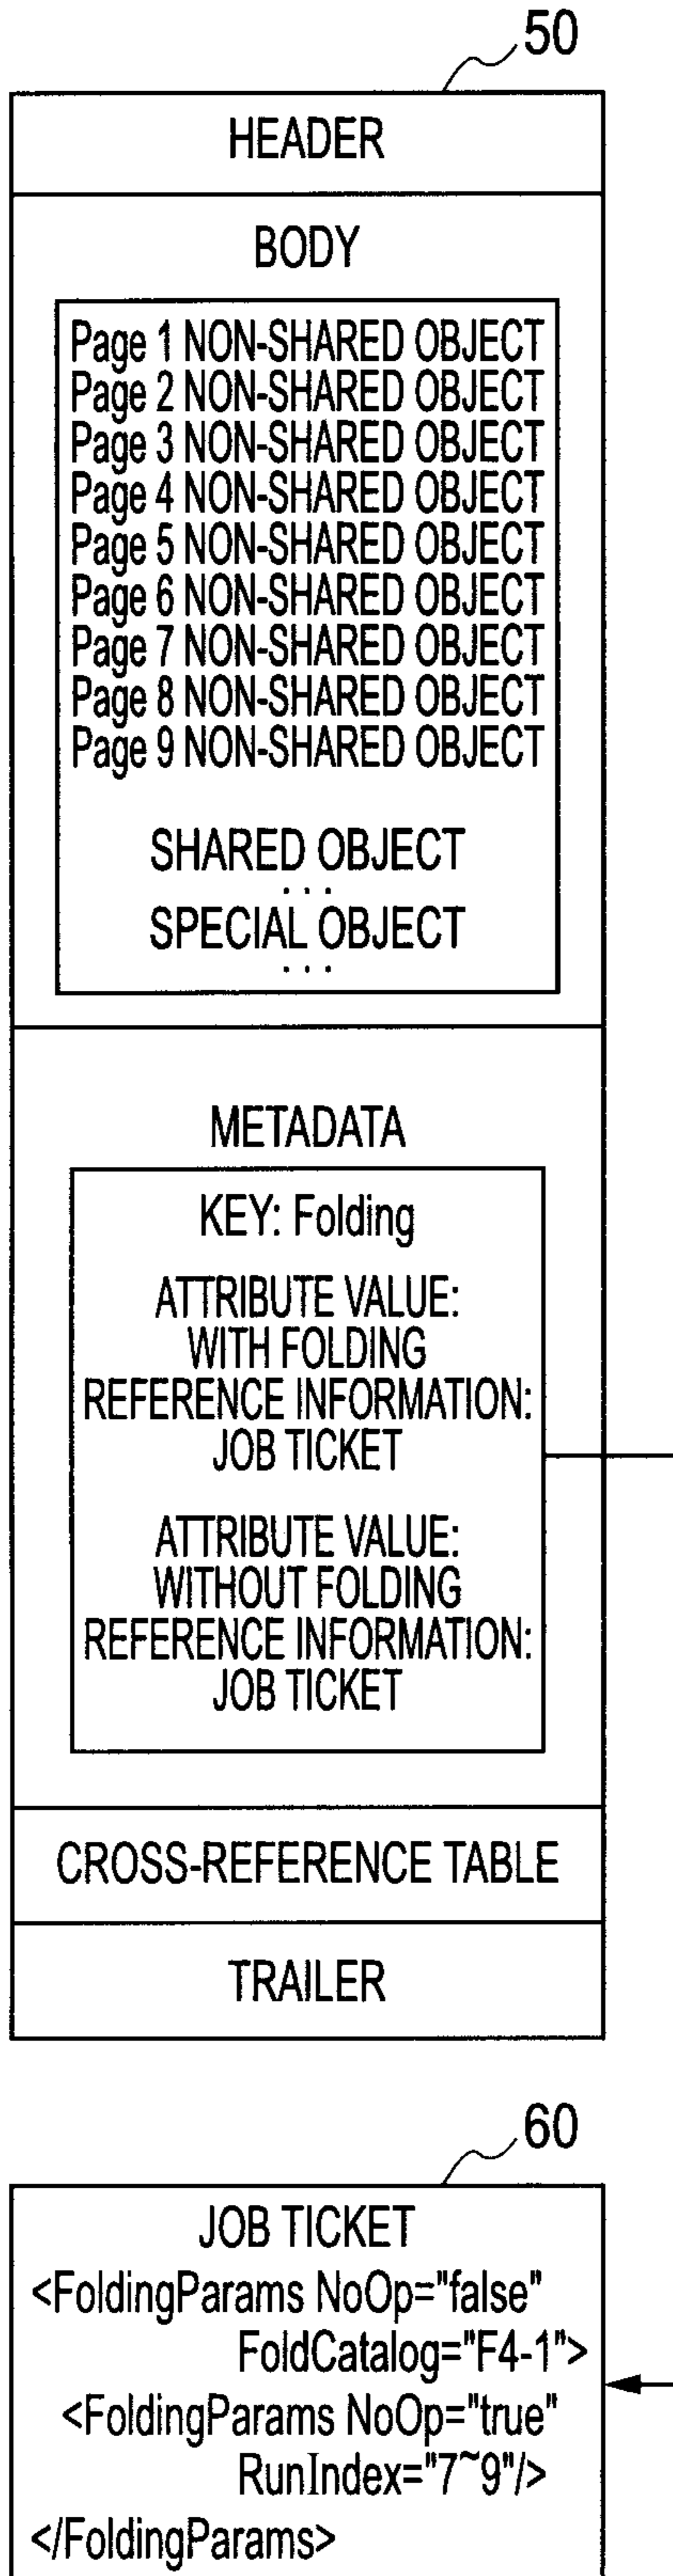 50
HEADER
BODY
Page 1 NON-SHARED OBJECT
Page 2 NON-SHARED OBJECT
Page 3 NON-SHARED OBJECT
Page 4 NON-SHARED OBJECT
Page 5 NON-SHARED OBJECT
Page 6 NON-SHARED OBJECT
Page 7 NON-SHARED OBJECT
Page 8 NON-SHARED OBJECT
Page 9 NON-SHARED OBJECT
SHARED OBJECT
...
SPECIAL OBJECT
...
METADATA
KEY: Folding
ATTRIBUTE VALUE:
WITH FOLDING
REFERENCE INFORMATION:
JOB TICKET
ATTRIBUTE VALUE:
WITHOUT FOLDING
REFERENCE INFORMATION:
JOB TICKET
CROSS-REFERENCE TABLE
TRAILER
60
JOB TICKET
<FoldingParams NoOp="false"
FoldCatalog="F4-1">
<FoldingParams NoOp="true"
RunIndex="7~9"/>
</FoldingParams>